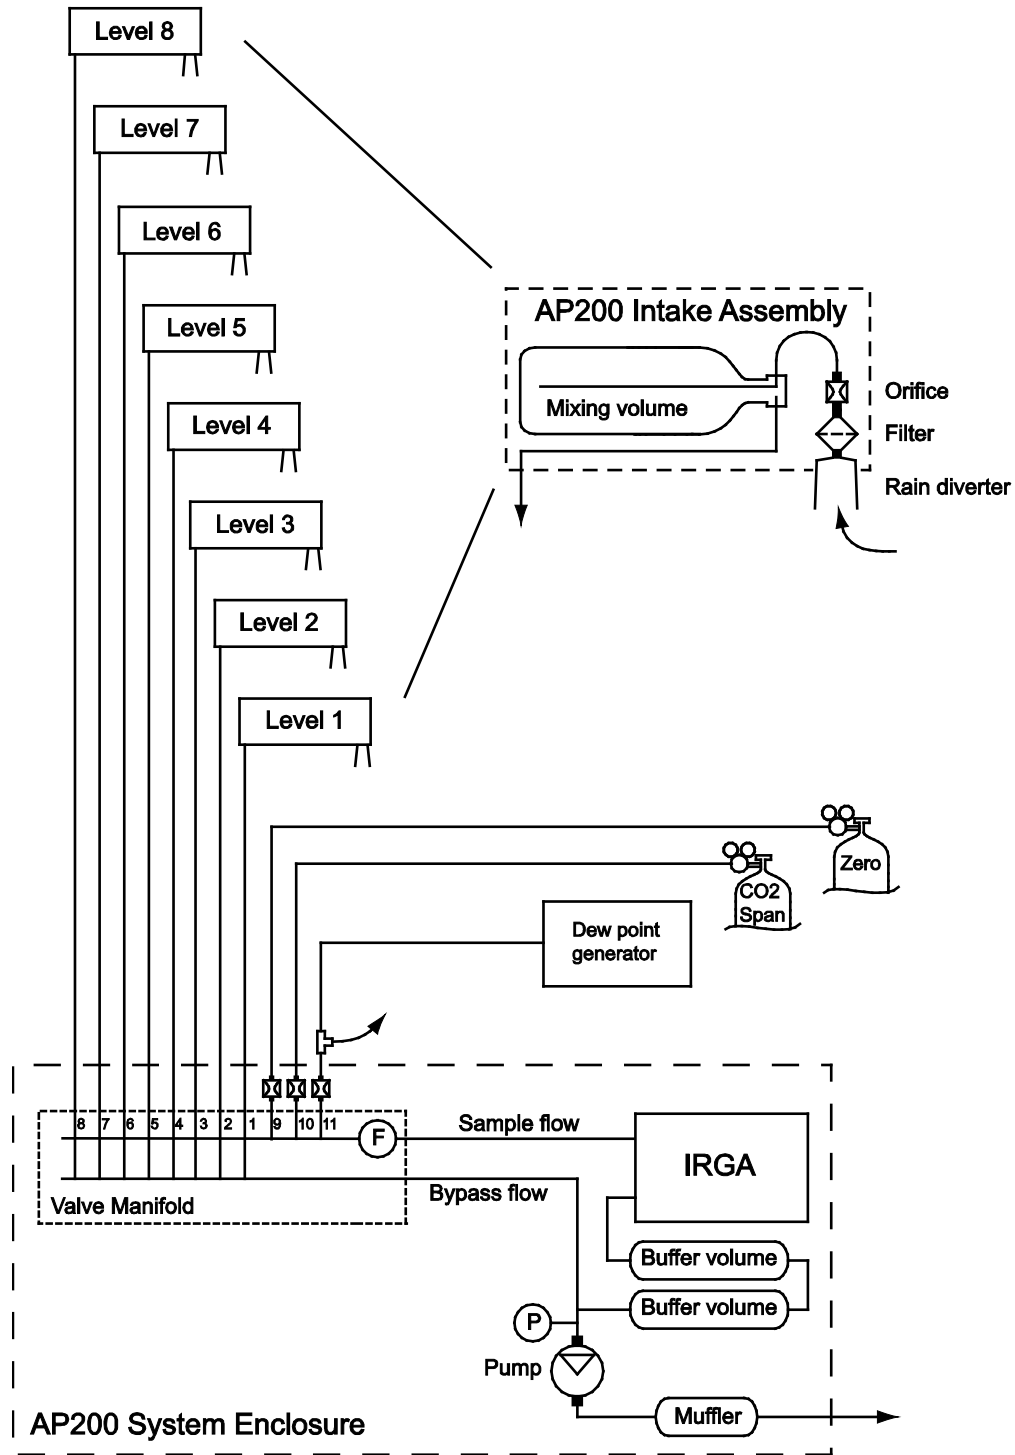 Level 8
Level 7
Level 6
Level 5
Level 4
Level 3
Level 2
Level 1
AP200 Intake Assembly
Mixing volume
Orifice
Filter
Rain diverter
Zero
CO2
Span
Dew point
generator
8 7 6 5 4 3 2 1 9 10 11
F
Sample flow
IRGA
Bypass flow
Valve Manifold
Buffer volume
Buffer volume
P
Pump
Muffler
AP200 System Enclosure